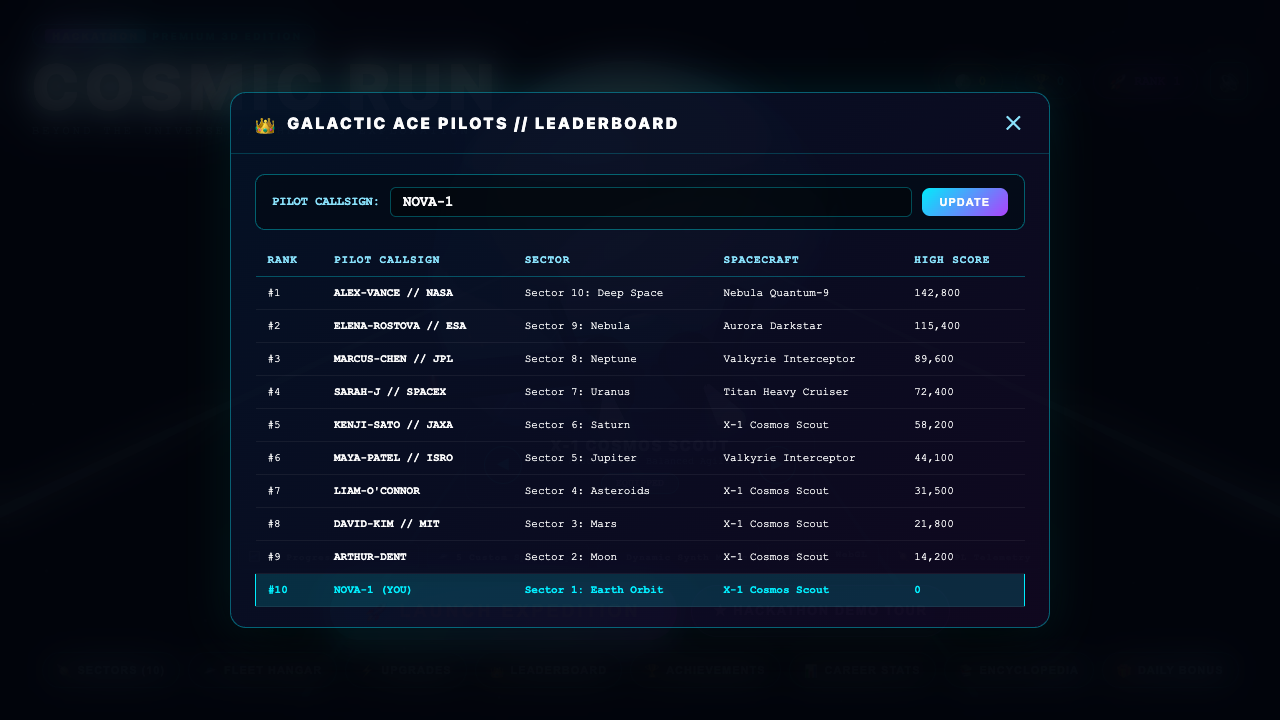 COSMIC RUN
👑 GALACTIC ACE PILOTS // LEADERBOARD ✕
PILOT CALLSIGN: NOVA-1 UPDATE
RANK PILOT CALLSIGN SECTOR SPACECRAFT HIGH SCORE
#1 ALEX-VANCE // NASA Sector 10: Deep Space Nebula Quantum-9 142,800
#2 ELENA-ROSTOVA // ESA Sector 9: Nebula Aurora Darkstar 115,400
#3 MARCUS-CHEN // JPL Sector 8: Neptune Valkyrie Interceptor 89,600
#4 SARAH-J // SPACEX Sector 7: Uranus Titan Heavy Cruiser 72,400
#5 KENJI-SATO // JAXA Sector 6: Saturn X-1 Cosmos Scout 58,200
#6 MAYA-PATEL // ISRO Sector 5: Jupiter Valkyrie Interceptor 44,100
#7 LIAM-O'CONNOR Sector 4: Asteroids X-1 Cosmos Scout 31,500
#8 DAVID-KIM // MIT Sector 3: Mars X-1 Cosmos Scout 21,800
#9 ARTHUR-DENT Sector 2: Moon X-1 Cosmos Scout 14,200
#10 NOVA-1 (YOU) Sector 1: Earth Orbit X-1 Cosmos Scout 0